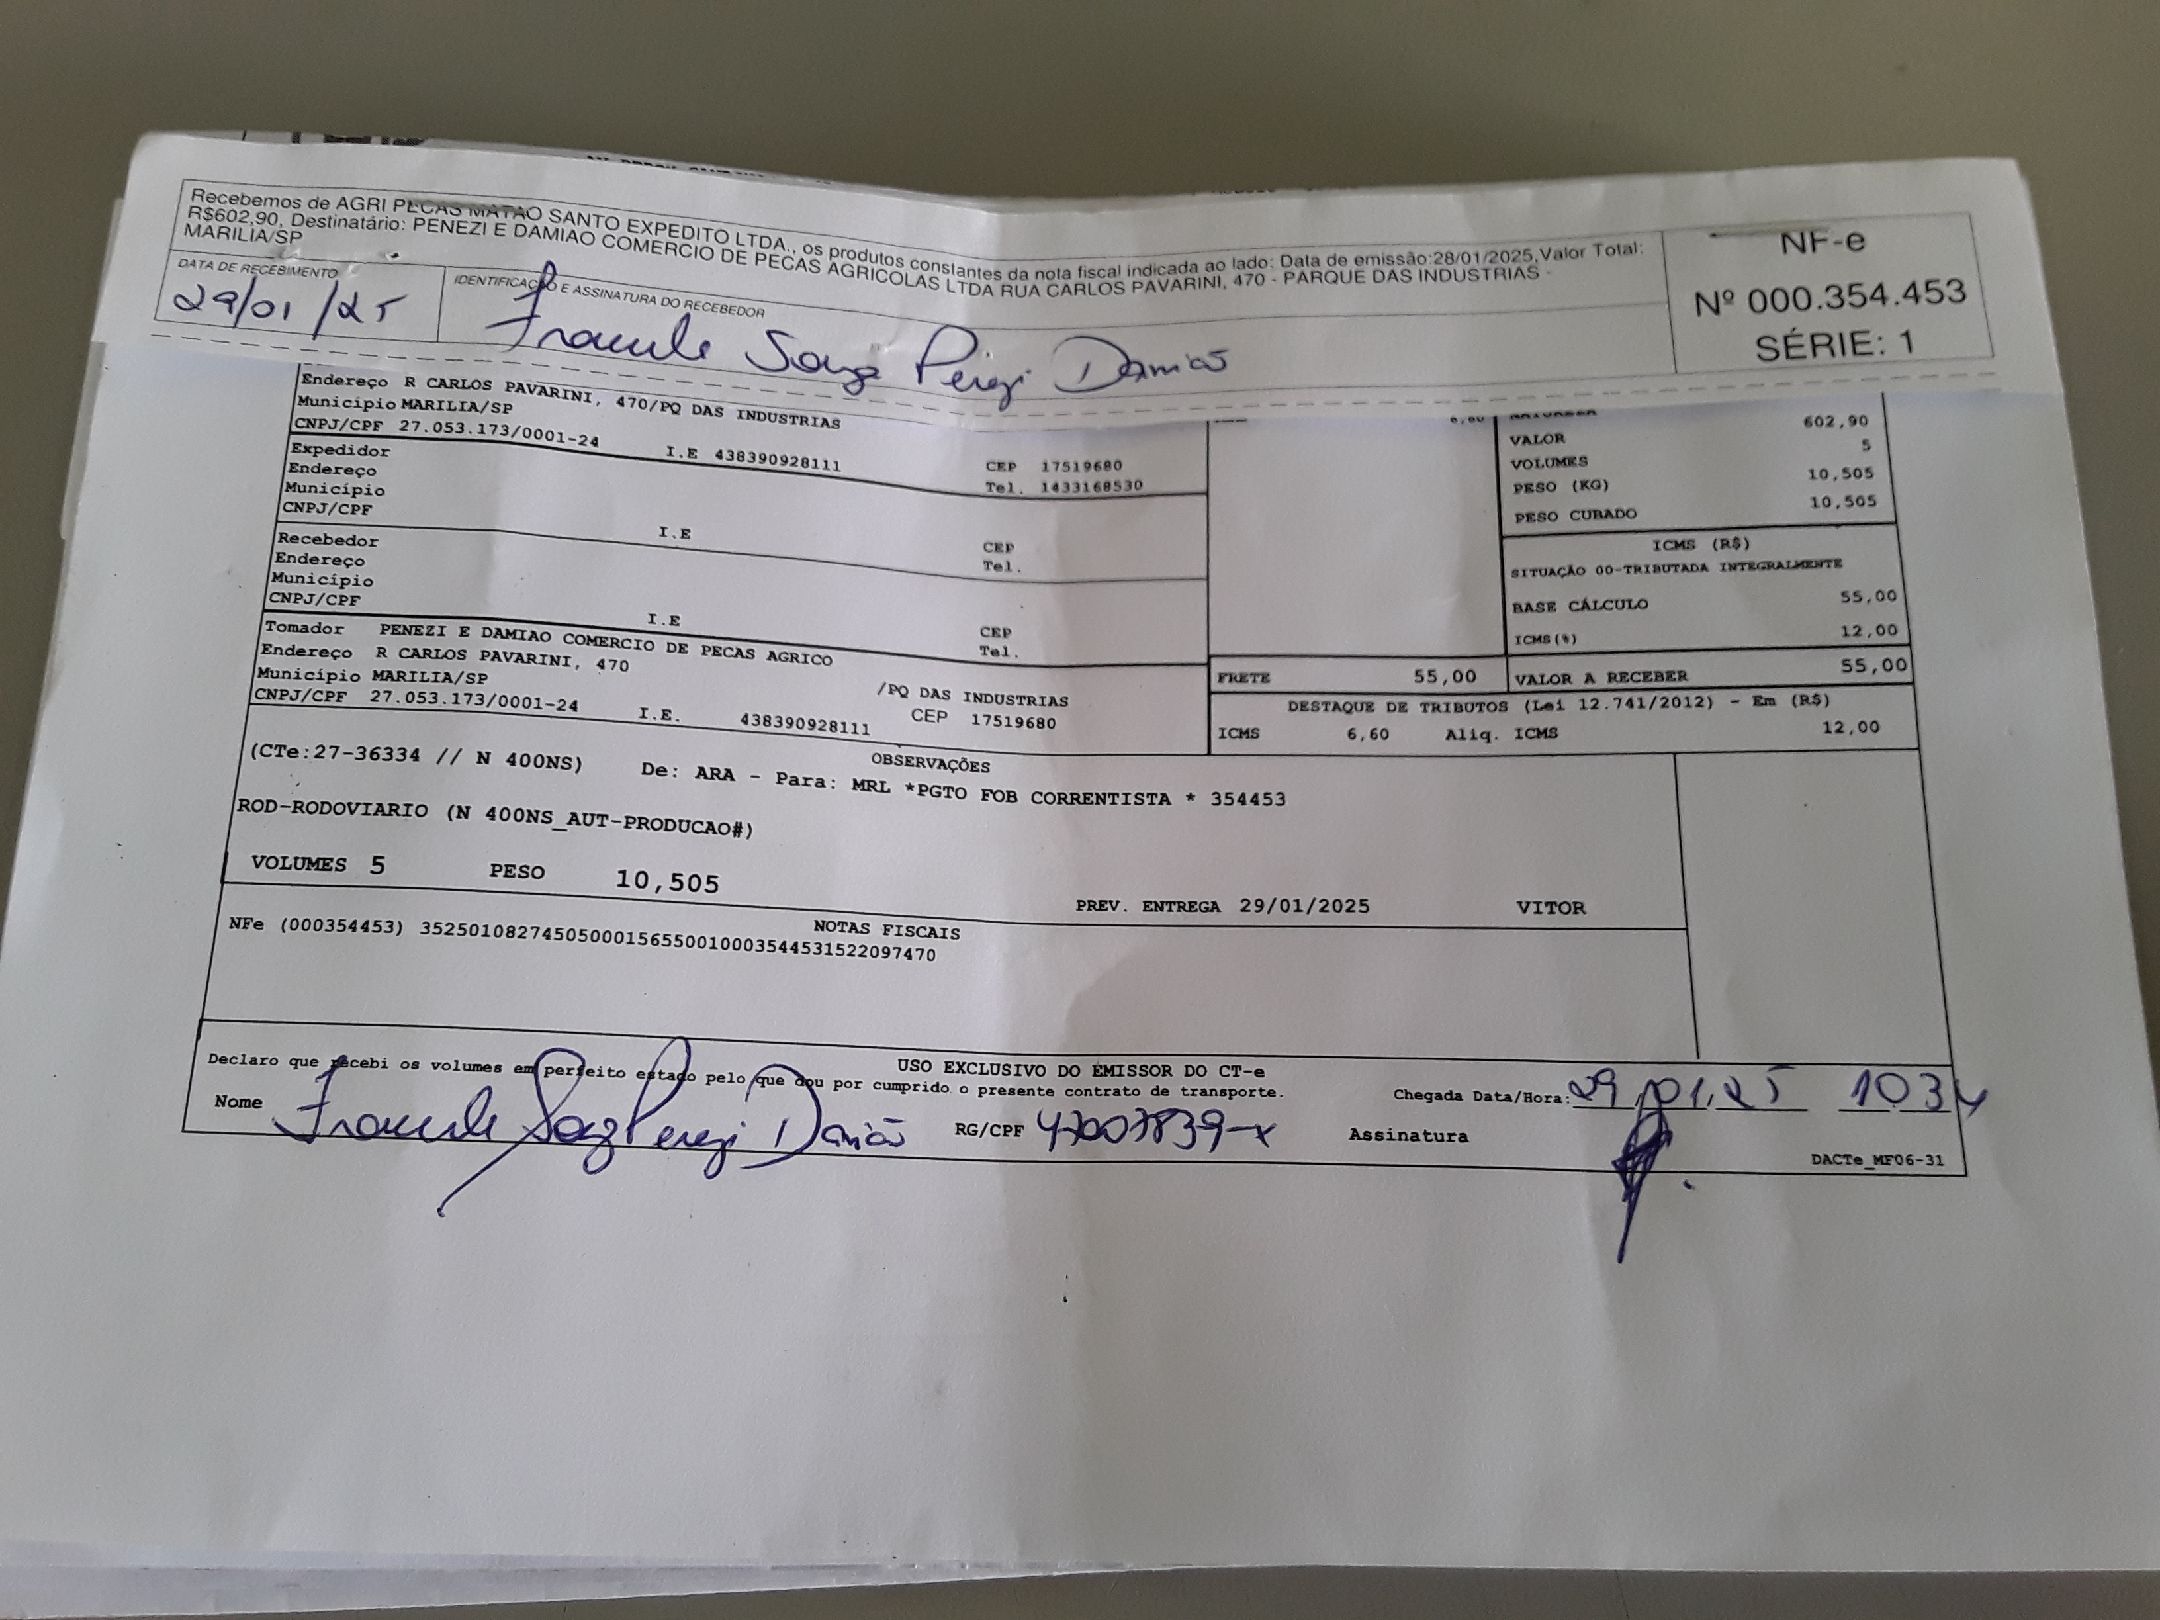 Recebemos de AGRI PECAS MATAO SANTO EXPEDITO LTDA., os produtos constantes da nota fiscal indicada ao lado: Data de emissão:28/01/2025,Valor Total:
R$602,90, Destinatário: PENEZI E DAMIAO COMERCIO DE PECAS AGRICOLAS LTDA RUA CARLOS PAVARINI, 470 - PARQUE DAS INDUSTRIAS -
MARILIA/SP
NF-e
Nº 000.354.453
SÉRIE: 1
DATA DE RECEBIMENTO
29/01/25
IDENTIFICAÇÃO E ASSINATURA DO RECEBEDOR
Damião
Endereço R CARLOS PAVARINI, 470/PQ DAS INDUSTRIAS
Município MARILIA/SP
CNPJ/CPF 27.053.173/0001-24 I.E 438390928111 CEP 17519680
Tel. 1433168530
Expedidor
Endereço
Município
CNPJ/CPF I.E CEP
Tel.
Recebedor
Endereço
Município
CNPJ/CPF I.E CEP
Tel.
Tomador PENEZI E DAMIAO COMERCIO DE PECAS AGRICO
Endereço R CARLOS PAVARINI, 470 /PQ DAS INDUSTRIAS
Município MARILIA/SP CEP 17519680
CNPJ/CPF 27.053.173/0001-24 I.E. 438390928111
VALOR 602,90
VOLUMES 5
PESO (KG) 10,505
PESO CUBADO 10,505
ICMS (R$)
SITUAÇÃO 00-TRIBUTADA INTEGRALMENTE
BASE CÁLCULO 55,00
ICMS(%) 12,00
FRETE 55,00 VALOR A RECEBER 55,00
DESTAQUE DE TRIBUTOS (Lei 12.741/2012) - Em (R$)
ICMS 6,60 Aliq. ICMS 12,00
OBSERVAÇÕES
(CTe:27-36334 // N 400NS) De: ARA - Para: MRL *PGTO FOB CORRENTISTA * 354453
ROD-RODOVIARIO (N 400NS_AUT-PRODUCAO#)
VOLUMES 5 PESO 10,505
PREV. ENTREGA 29/01/2025 VITOR
NOTAS FISCAIS
NFe (000354453) 35250108274505000156550010003544531522097470
USO EXCLUSIVO DO EMISSOR DO CT-e
Declaro que recebi os volumes em perfeito estado pelo que dou por cumprido o presente contrato de transporte.
Chegada Data/Hora: 29/01/25 10 34
Nome Damião RG/CPF 47007839-x Assinatura
DACTe_MF06-31